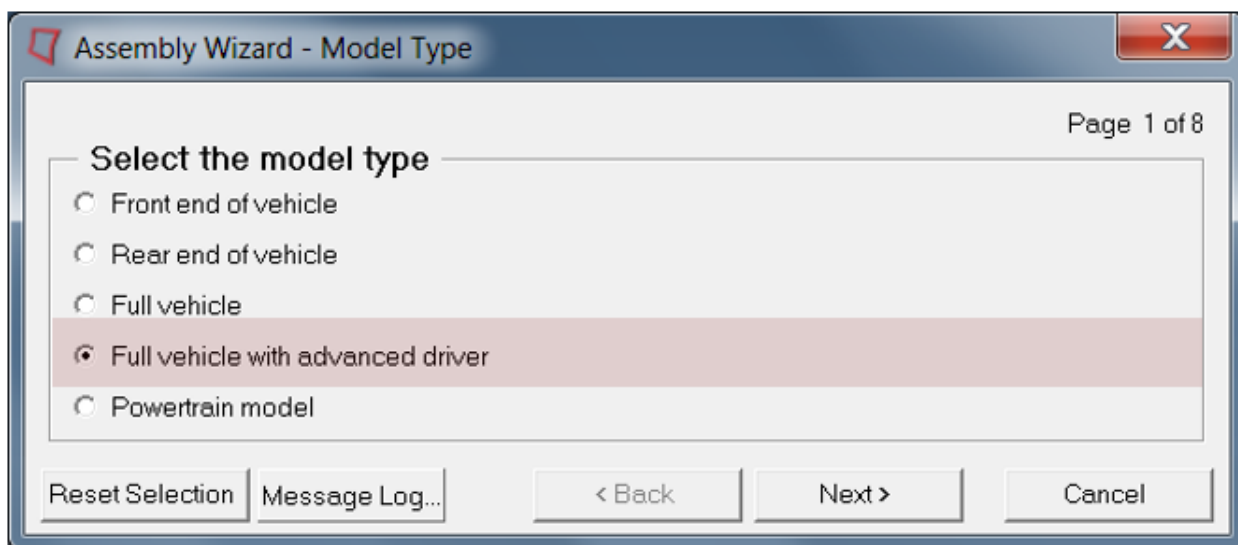 Assembly Wizard - Model Type
Page 1 of 8
Select the model type
Front end of vehicle
Rear end of vehicle
Full vehicle
Full vehicle with advanced driver
Powertrain model
Reset Selection Message Log... < Back Next > Cancel